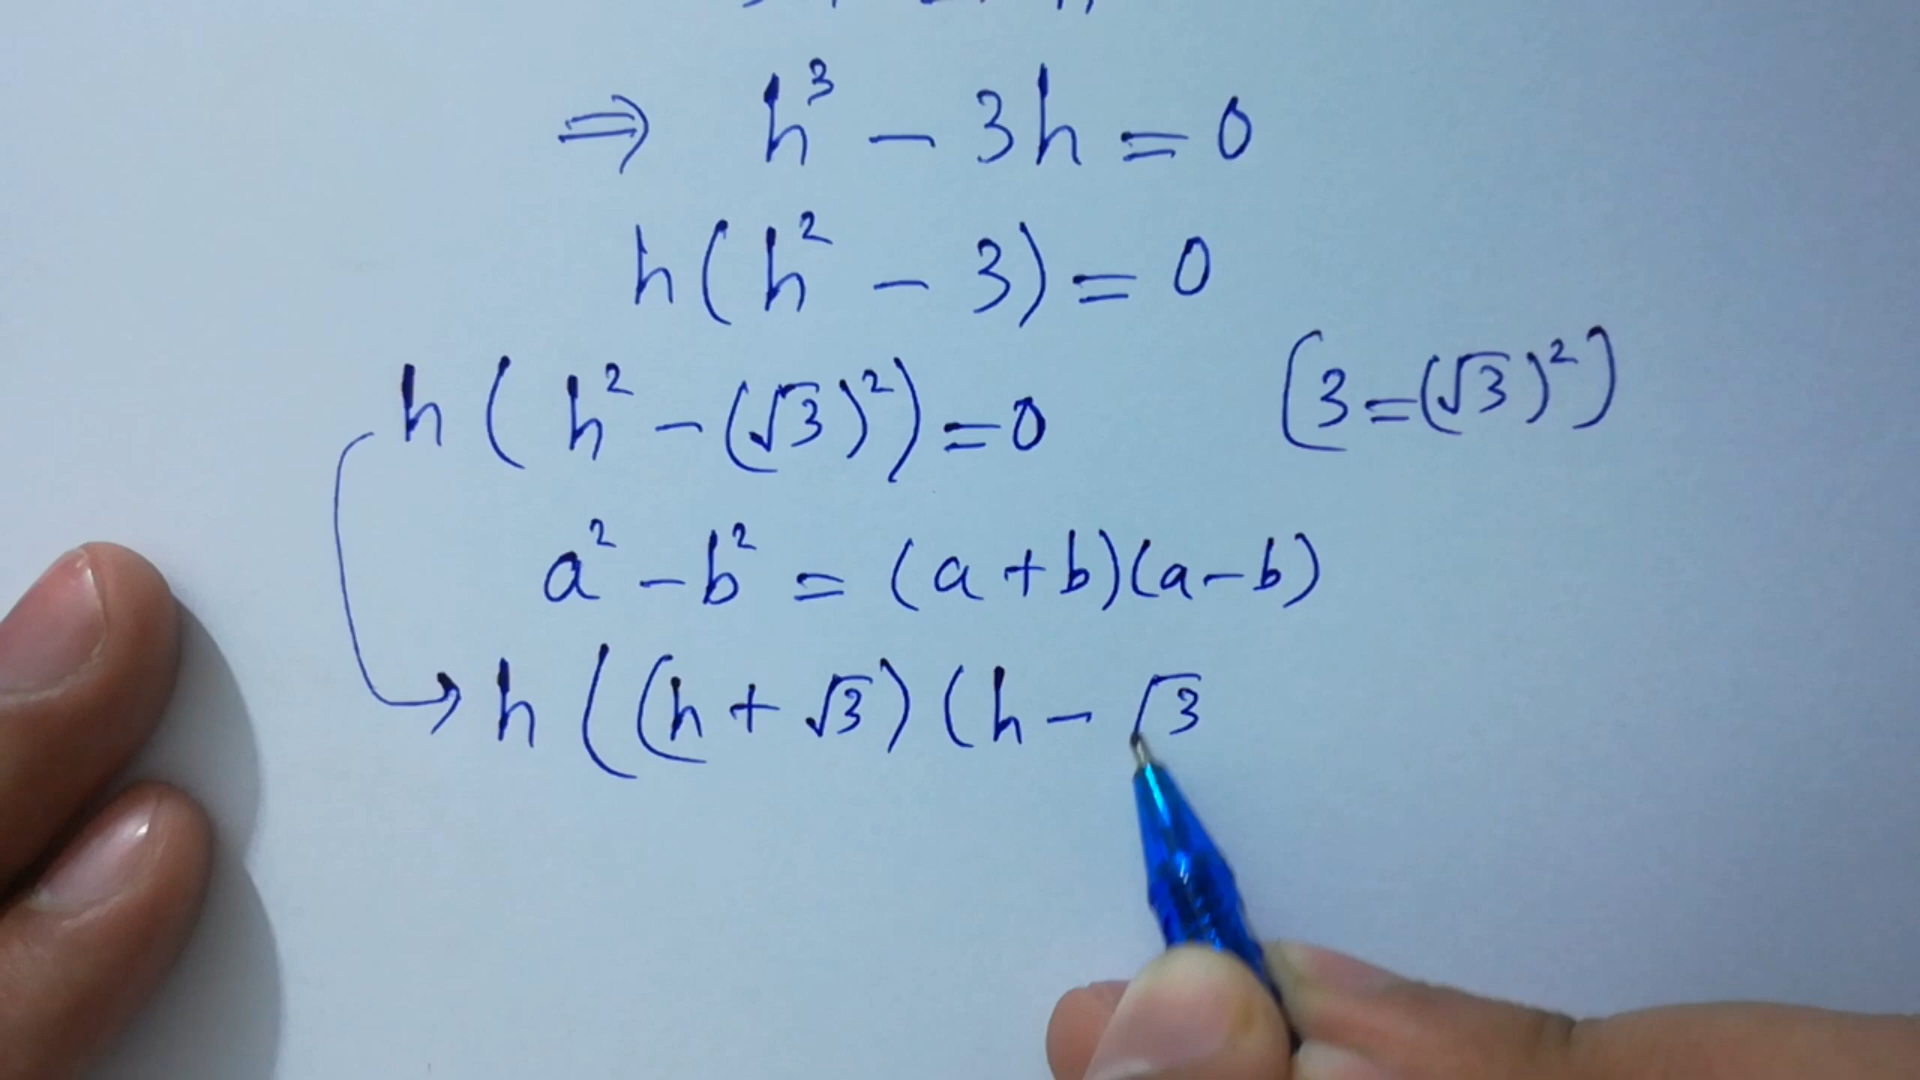 ⇒ h³ - 3h = 0
h(h² - 3) = 0
h(h² - (√3)²) = 0 (3 = (√3)²)
a² - b² = (a + b)(a - b)
→ h((h + √3)(h - √3